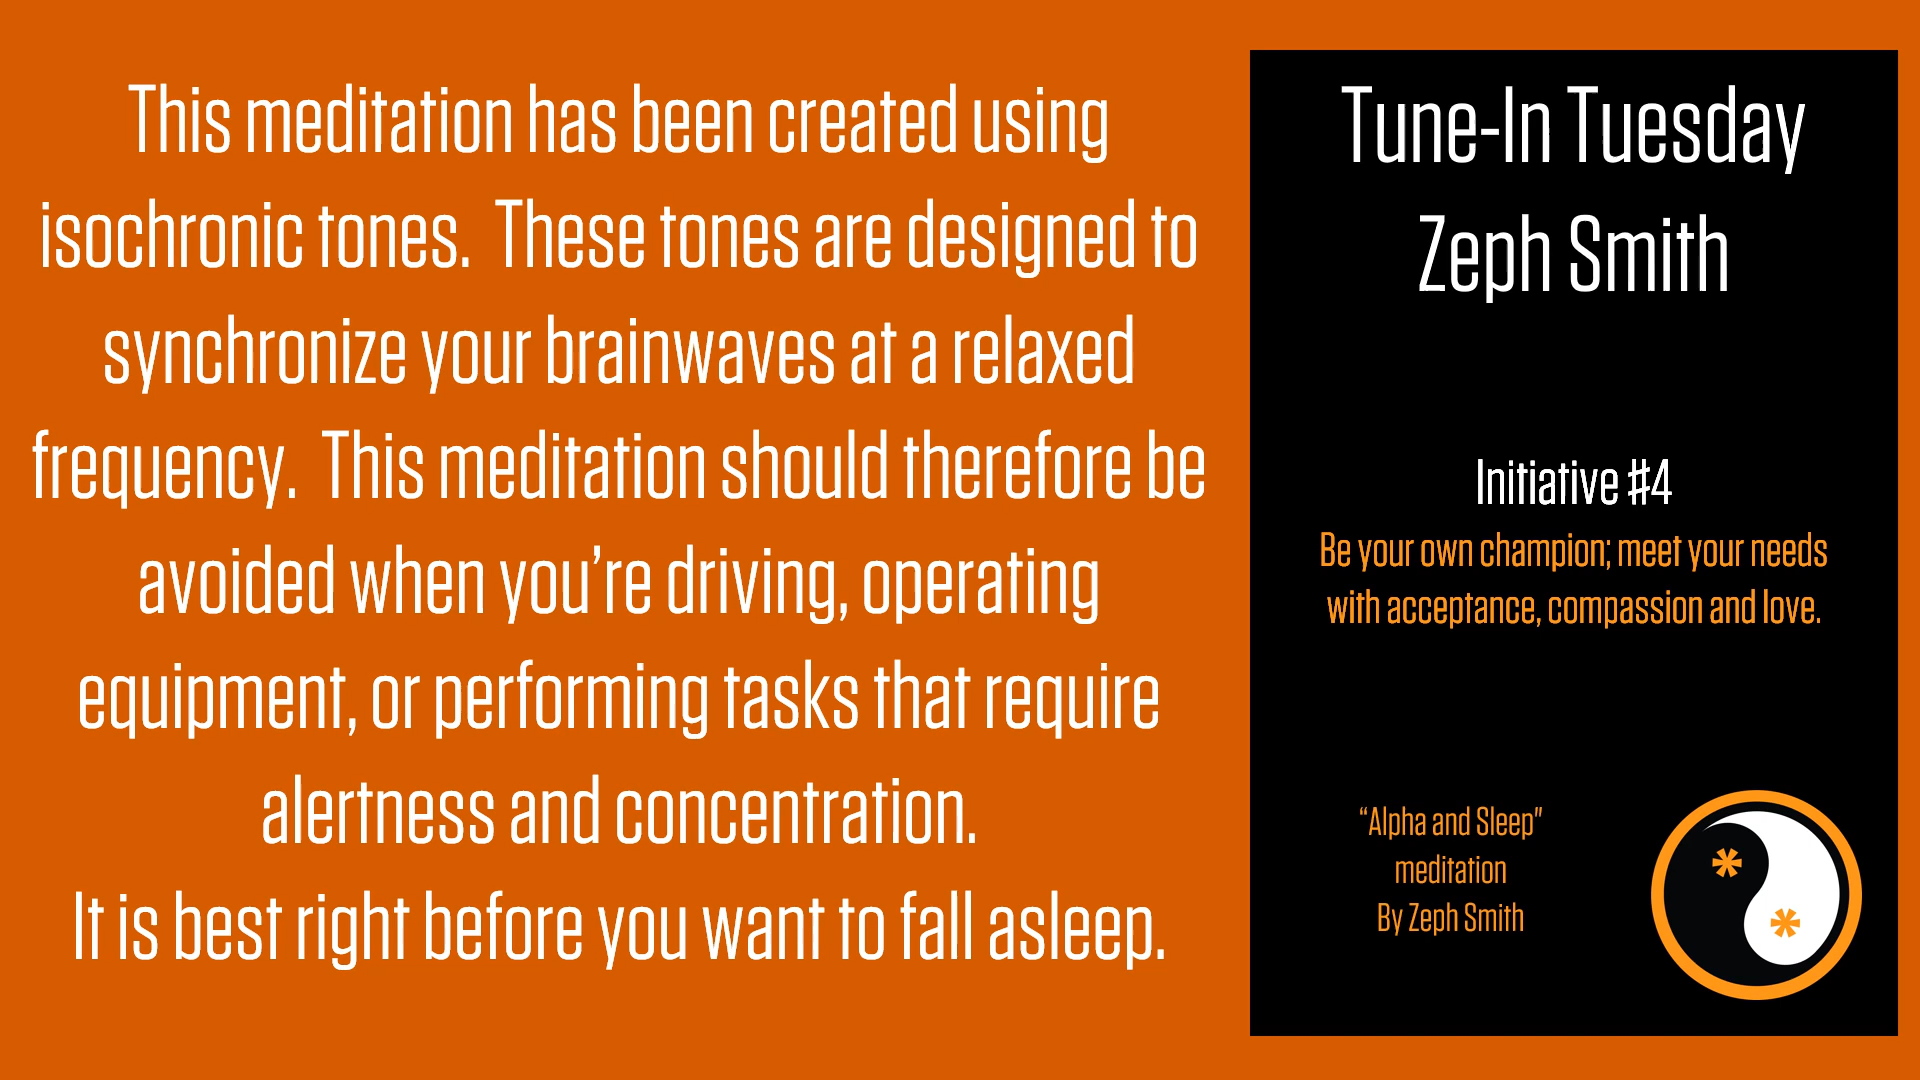 This meditation has been created using
isochronic tones.  These tones are designed to
synchronize your brainwaves at a relaxed
frequency.  This meditation should therefore be
avoided when you’re driving, operating
equipment, or performing tasks that require
alertness and concentration.
It is best right before you want to fall asleep.
Tune-In Tuesday
Zeph Smith
Initiative #4
Be your own champion; meet your needs
with acceptance, compassion and love.
“Alpha and Sleep"
meditation
By Zeph Smith